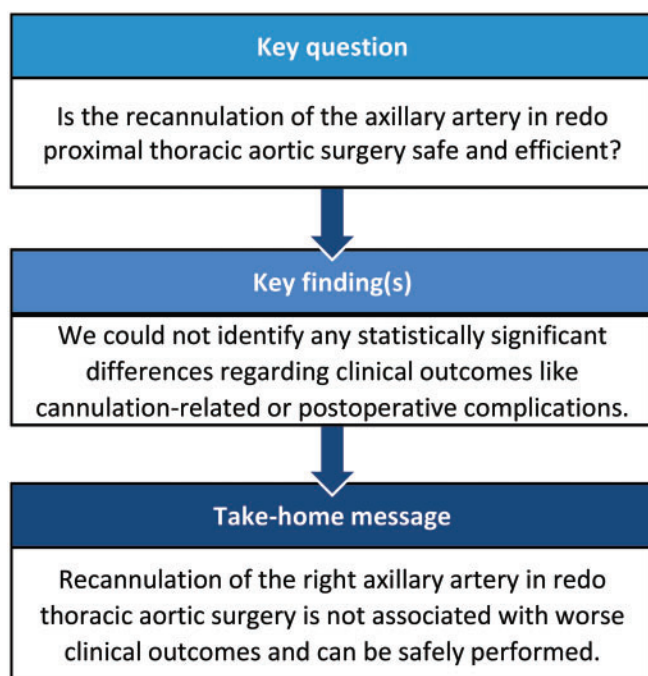 Key question
Is the recannulation of the axillary artery in redo
proximal thoracic aortic surgery safe and efficient?
Key finding(s)
We could not identify any statistically significant
differences regarding clinical outcomes like
cannulation-related or postoperative complications.
Take-home message
Recannulation of the right axillary artery in redo
thoracic aortic surgery is not associated with worse
clinical outcomes and can be safely performed.